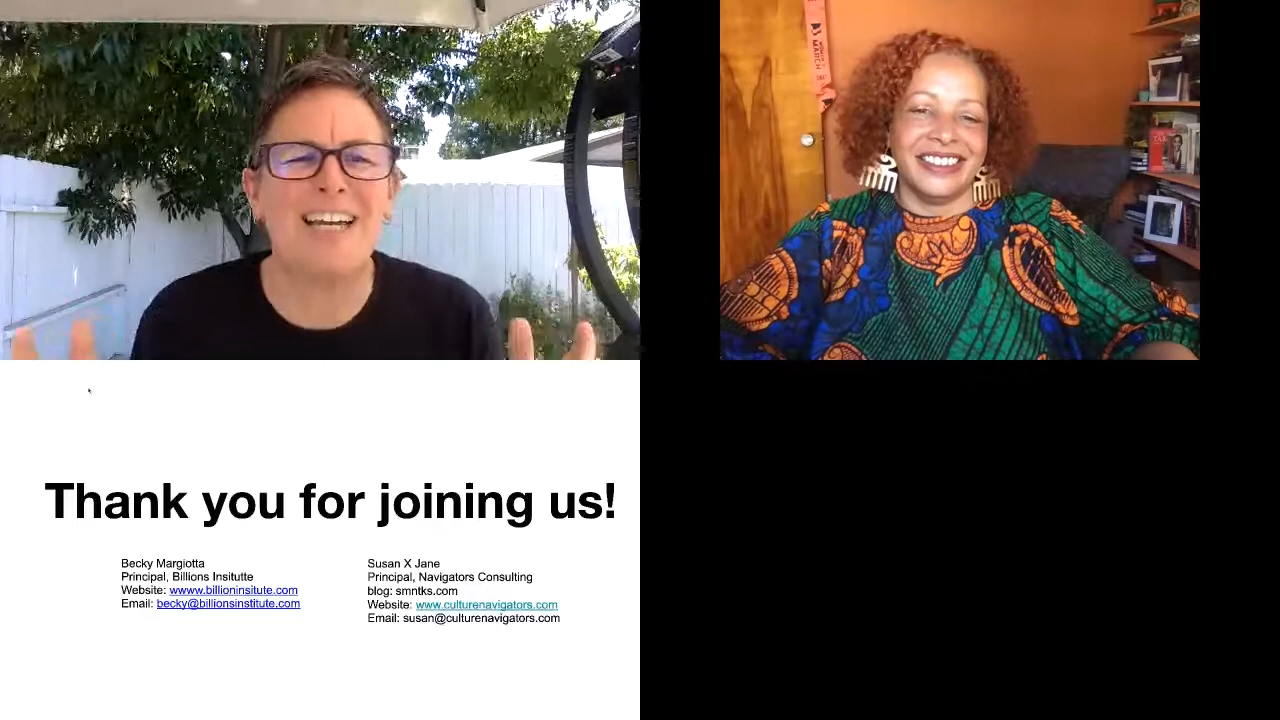 Thank you for joining us!
Becky Margiotta
Principal, Billions Insitutte
Website: wwww.billioninsitute.com
Email: becky@billionsinstitute.com
Susan X Jane
Principal, Navigators Consulting
blog: smntks.com
Website: www.culturenavigators.com
Email: susan@culturenavigators.com